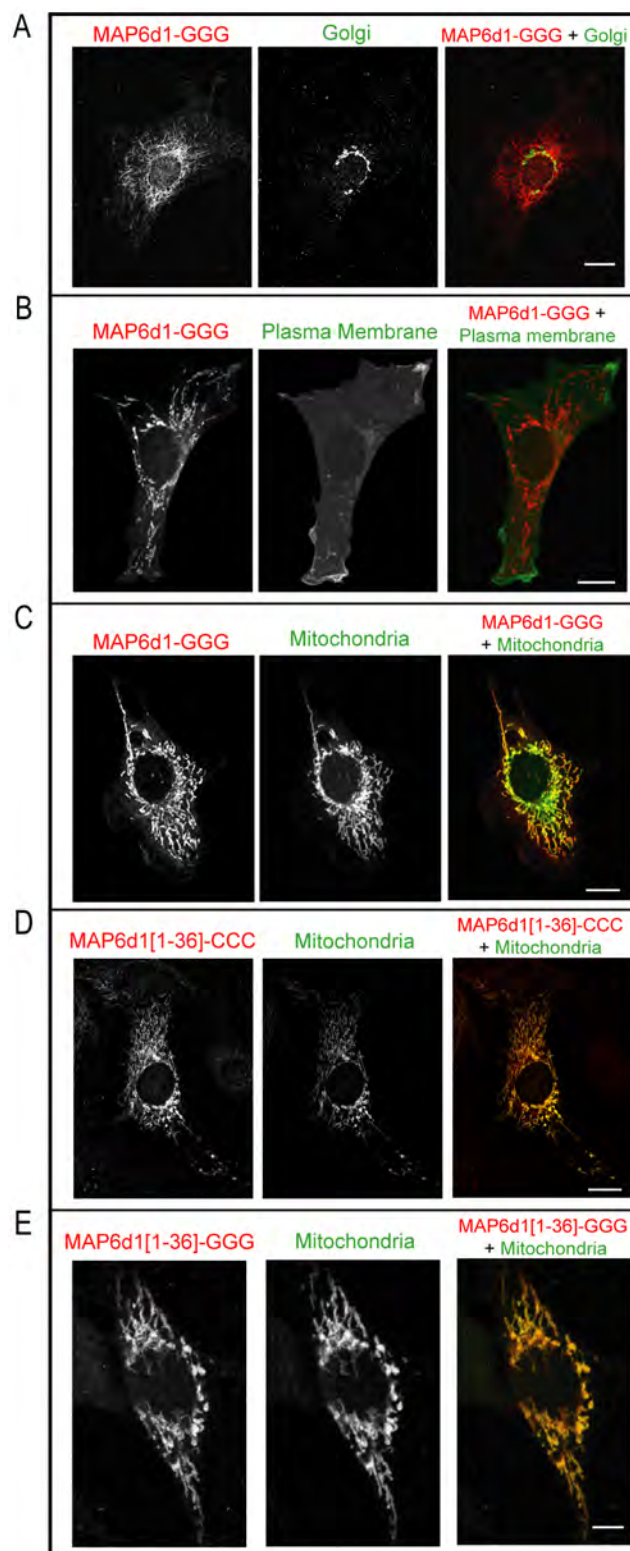 A
MAP6d1-GGG
Golgi
MAP6d1-GGG + Golgi
B
MAP6d1-GGG
Plasma Membrane
MAP6d1-GGG +
Plasma membrane
C
MAP6d1-GGG
Mitochondria
MAP6d1-GGG
+ Mitochondria
D
MAP6d1[1-36]-CCC
Mitochondria
MAP6d1[1-36]-CCC
+ Mitochondria
E
MAP6d1[1-36]-GGG
Mitochondria
MAP6d1[1-36]-GGG
+ Mitochondria